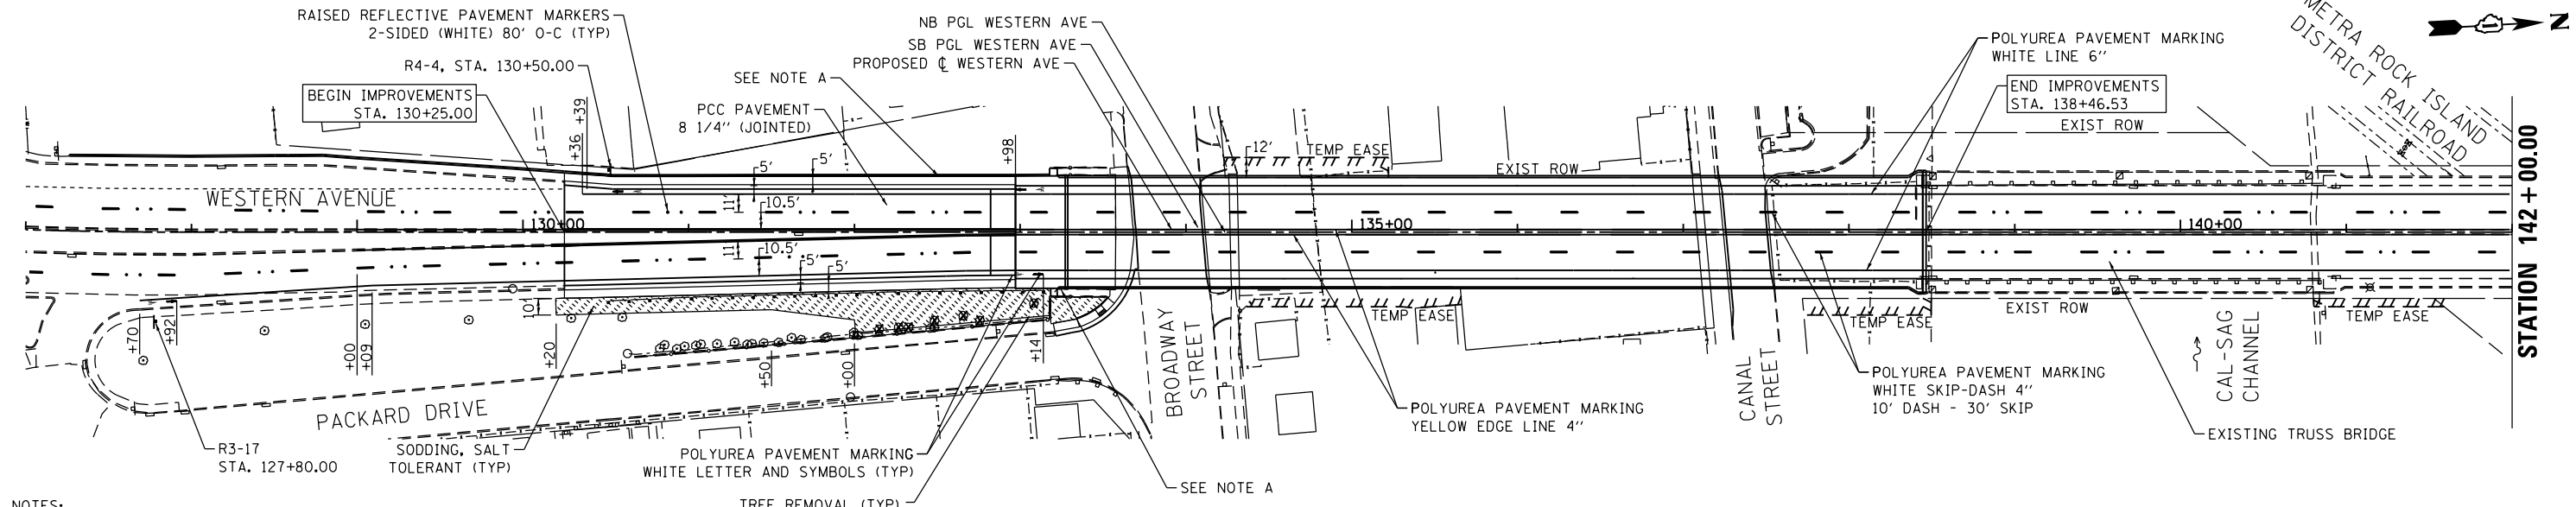 RAISED REFLECTIVE PAVEMENT MARKERS
2-SIDED (WHITE) 80' O-C (TYP)
R4-4, STA. 130+50.00
BEGIN IMPROVEMENTS
STA. 130+25.00
+36
+39
SEE NOTE A
PCC PAVEMENT
8 1/4" (JOINTED)
NB PGL WESTERN AVE
SB PGL WESTERN AVE
PROPOSED ℄ WESTERN AVE
+98
POLYUREA PAVEMENT MARKING
WHITE LINE 6"
END IMPROVEMENTS
STA. 138+46.53
EXIST ROW
METRA ROCK ISLAND
DISTRICT RAILROAD
N
STATION 142+00.00
12'
TEMP EASE
EXIST ROW
5'
5'
WESTERN AVENUE
11'
10.5'
130+00
135+00
140+00
11'
10.5'
5'
5'
10'
+70
+92
+00
+09
+20
+50
+00
+14
TEMP EASE
TEMP EASE
EXIST ROW
TEMP EASE
BROADWAY
STREET
CANAL
STREET
CAL-SAG
CHANNEL
PACKARD DRIVE
R3-17
STA. 127+80.00
SODDING, SALT
TOLERANT (TYP)
POLYUREA PAVEMENT MARKING
WHITE LETTER AND SYMBOLS (TYP)
TREE REMOVAL (TYP)
SEE NOTE A
POLYUREA PAVEMENT MARKING
YELLOW EDGE LINE 4"
POLYUREA PAVEMENT MARKING
WHITE SKIP-DASH 4"
10' DASH - 30' SKIP
EXISTING TRUSS BRIDGE
NOTES: